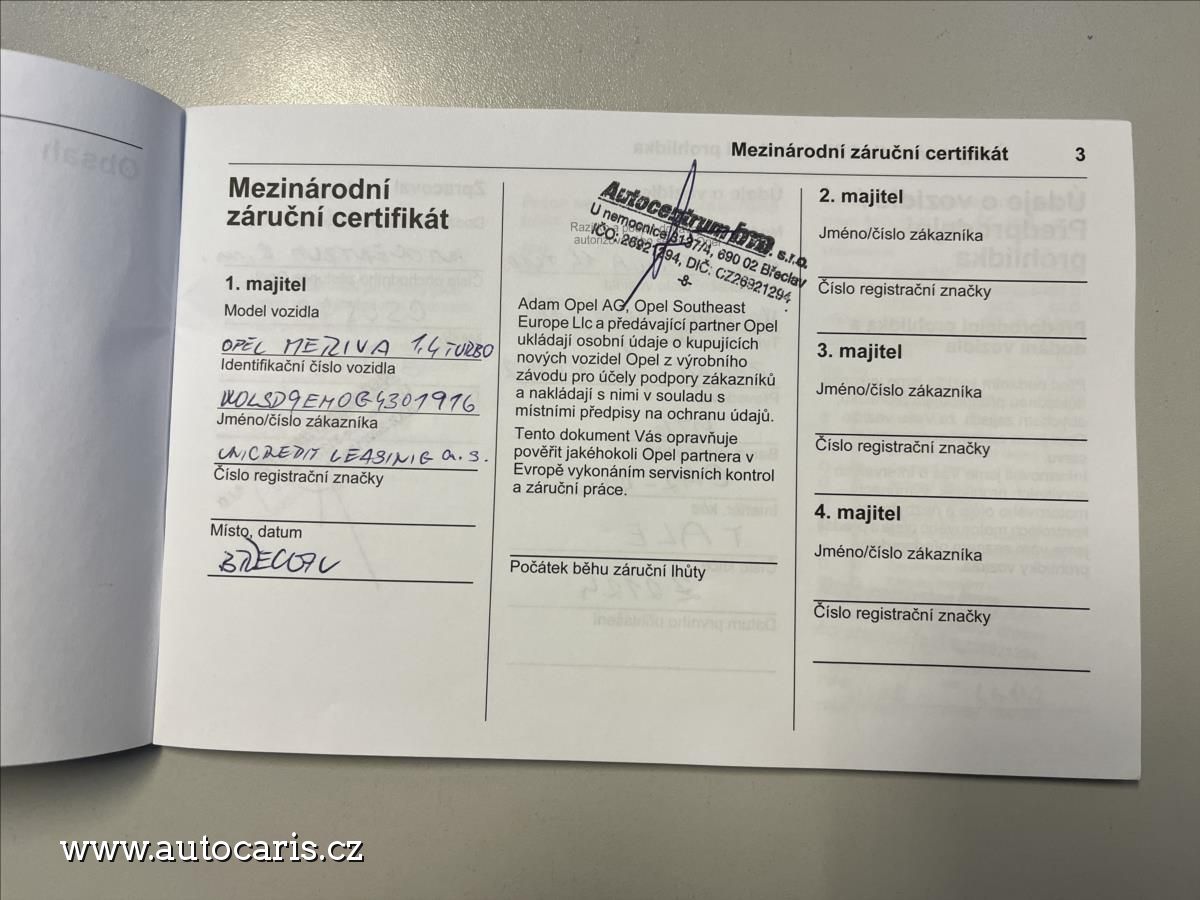 Mezinárodní záruční certifikát 3
Mezinárodní
záruční certifikát
1. majitel
Model vozidla
OPEL MERIVA 1,4 TURBO
Identifikační číslo vozidla
W0LSD9EM0G4301916
Jméno/číslo zákazníka
UNICREDIT LEASING a.s.
Číslo registrační značky
Místo, datum
BŘECLAV
Autocentrum bm, s.r.o.
U nemocnice 3197/4, 690 02 Břeclav
IČO: 26921294, DIČ: CZ26921294
-8-
Adam Opel AG, Opel Southeast
Europe Llc a předávající partner Opel
ukládají osobní údaje o kupujících
nových vozidel Opel z výrobního
závodu pro účely podpory zákazníků
a nakládají s nimi v souladu s
místními předpisy na ochranu údajů.
Tento dokument Vás opravňuje
pověřit jakéhokoli Opel partnera v
Evropě vykonáním servisních kontrol
a záruční práce.
Počátek běhu záruční lhůty
2. majitel
Jméno/číslo zákazníka
Číslo registrační značky
3. majitel
Jméno/číslo zákazníka
Číslo registrační značky
4. majitel
Jméno/číslo zákazníka
Číslo registrační značky
Obsah
www.autocaris.cz